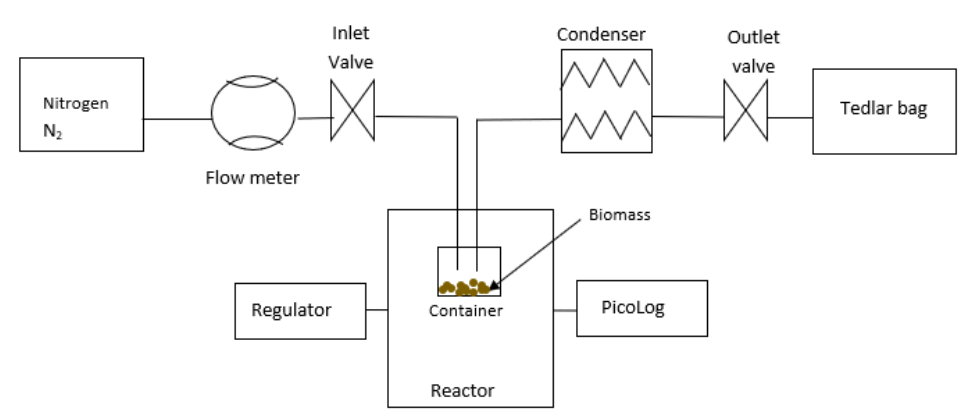 Nitrogen
N₂
Flow meter
Inlet
Valve
Condenser
Outlet
valve
Tedlar bag
Biomass
Container
Regulator
PicoLog
Reactor